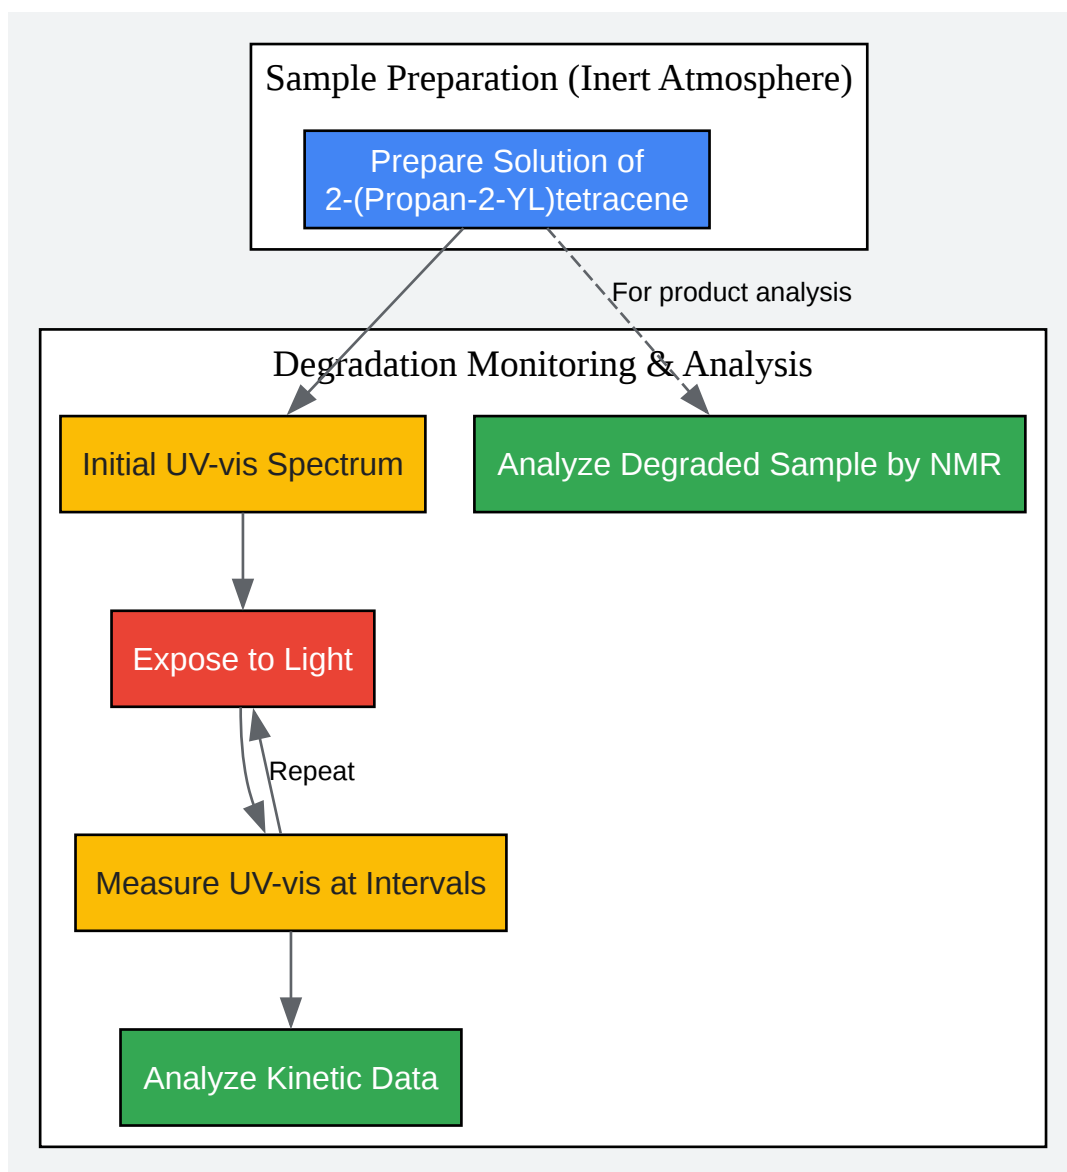 Sample Preparation (Inert Atmosphere)
Prepare Solution of
2-(Propan-2-YL)tetracene
For product analysis
Degradation Monitoring & Analysis
Initial UV-vis Spectrum
Analyze Degraded Sample by NMR
Expose to Light
Repeat
Measure UV-vis at Intervals
Analyze Kinetic Data